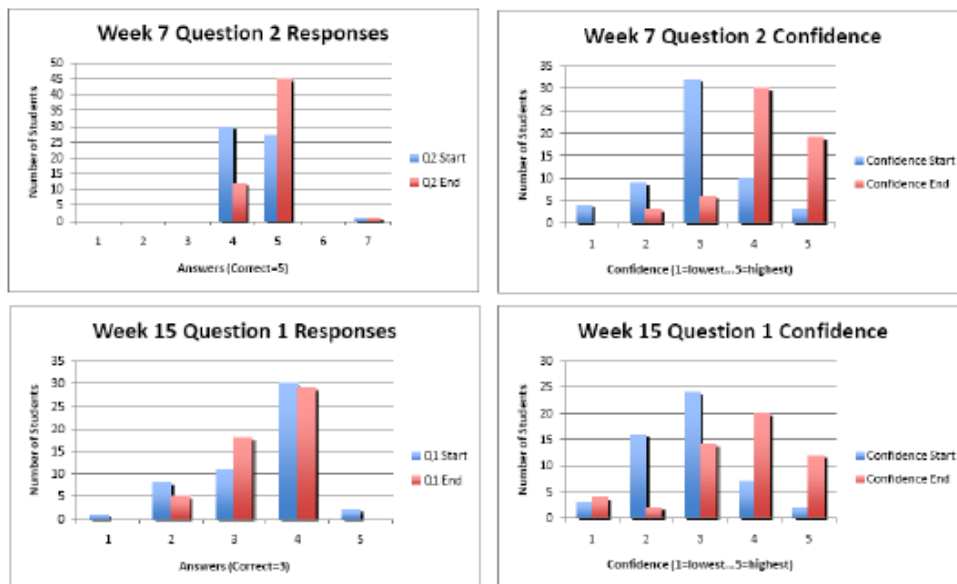 Week 7 Question 2 Responses
50
45
40
35
30
25
20
15
10
5
0
1 2 3 4 5 6 7
Number of Students
Answers (Correct=5)
Q2 Start
Q2 End
Week 7 Question 2 Confidence
35
30
25
20
15
10
5
0
1 2 3 4 5
Number of Students
Confidence (1=lowest...5=highest)
Confidence Start
Confidence End
Week 15 Question 1 Responses
35
30
25
20
15
10
5
0
1 2 3 4 5
Number of Students
Answers (Correct=3)
Q1 Start
Q1 End
Week 15 Question 1 Confidence
30
25
20
15
10
5
0
1 2 3 4 5
Number of Students
Confidence (1=lowest...5=highest)
Confidence Start
Confidence End